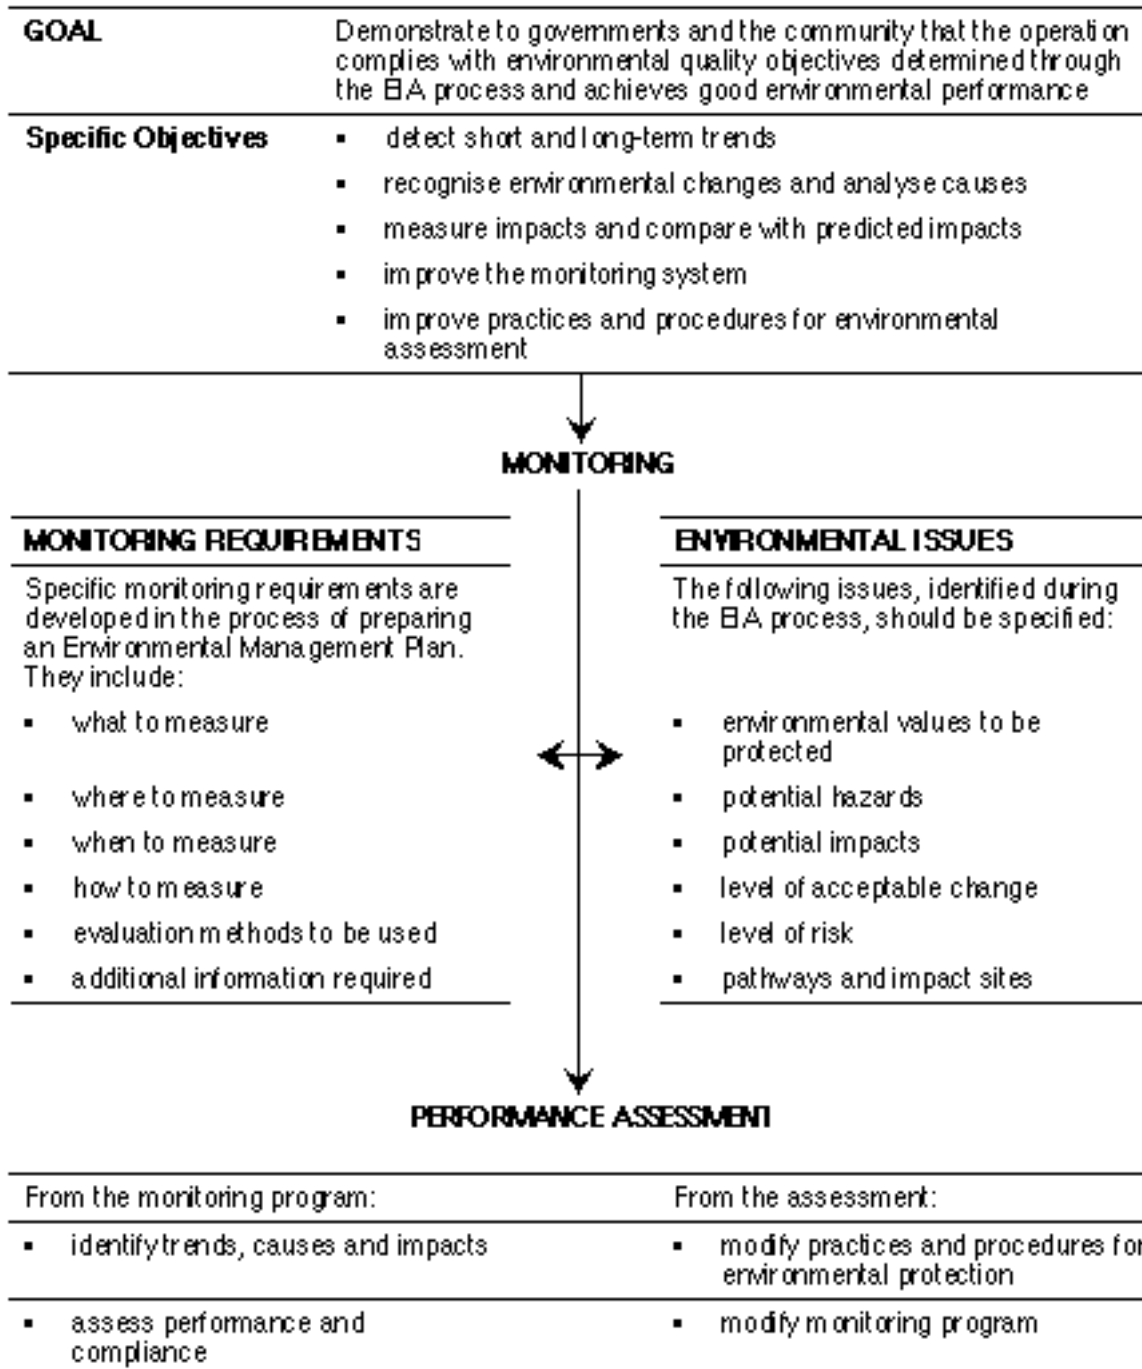 GOAL
Demonstrate to governments and the community that the operation
complies with environmental quality objectives determined through
the EIA process and achieves good environmental performance
Specific Objectives
▪ detect short and long-term trends
▪ recognise environmental changes and analyse causes
▪ measure impacts and compare with predicted impacts
▪ improve the monitoring system
▪ improve practices and procedures for environmental
assessment
MONITORING
MONITORING REQUIREMENTS
Specific monitoring requirements are
developed in the process of preparing
an Environmental Management Plan.
They include:
▪ what to measure
▪ where to measure
▪ when to measure
▪ how to measure
▪ evaluation methods to be used
▪ additional information required
ENVIRONMENTAL ISSUES
The following issues, identified during
the EIA process, should be specified:
▪ environmental values to be
protected
▪ potential hazards
▪ potential impacts
▪ level of acceptable change
▪ level of risk
▪ pathways and impact sites
PERFORMANCE ASSESSMENT
From the monitoring program:
From the assessment:
▪ identify trends, causes and impacts
▪ modify practices and procedures for
environmental protection
▪ assess performance and
compliance
▪ modify monitoring program